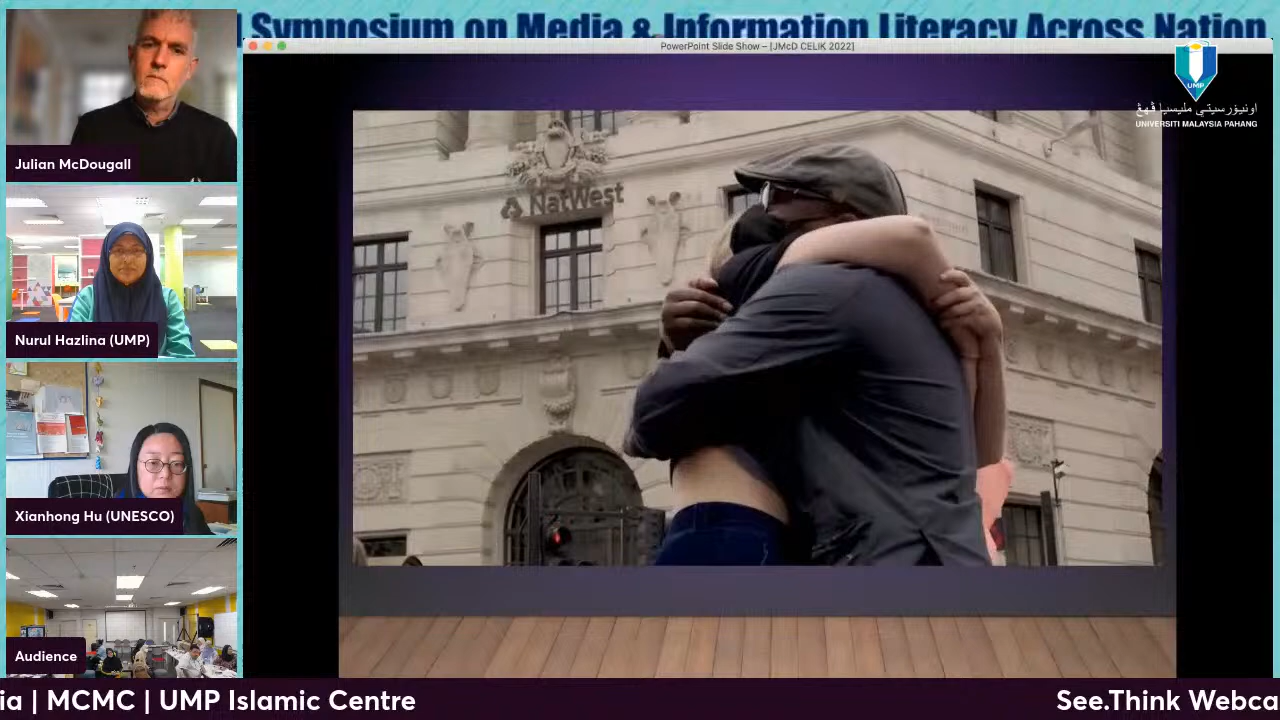 Symposium on Media & Information Literacy Across Nation
PowerPoint Slide Show – [JMcD CELIK 2022]
UMP
اونيۏرسيتي مليسيا ڤهڠ
UNIVERSITI MALAYSIA PAHANG
NatWest
Julian McDougall
Nurul Hazlina (UMP)
Xianhong Hu (UNESCO)
Audience
ia | MCMC | UMP Islamic Centre
See.Think Webca